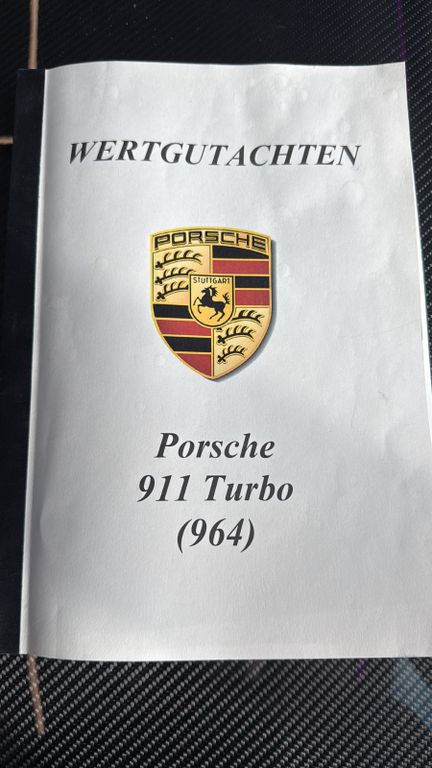 WERTGUTACHTEN
PORSCHE
STUTTGART
Porsche
911 Turbo
(964)